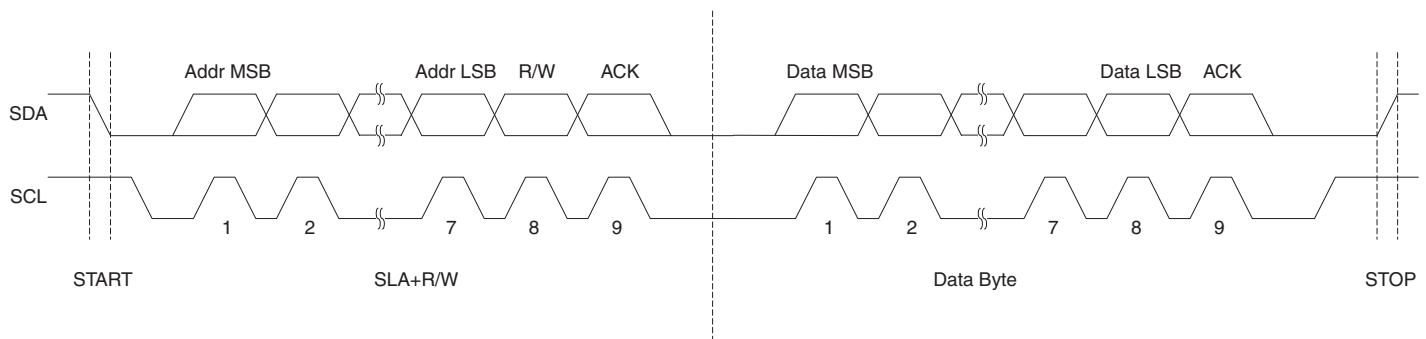 Addr MSB Addr LSB R/W ACK Data MSB Data LSB ACK
SDA
SCL
1 2 7 8 9 1 2 7 8 9
START SLA+R/W Data Byte STOP